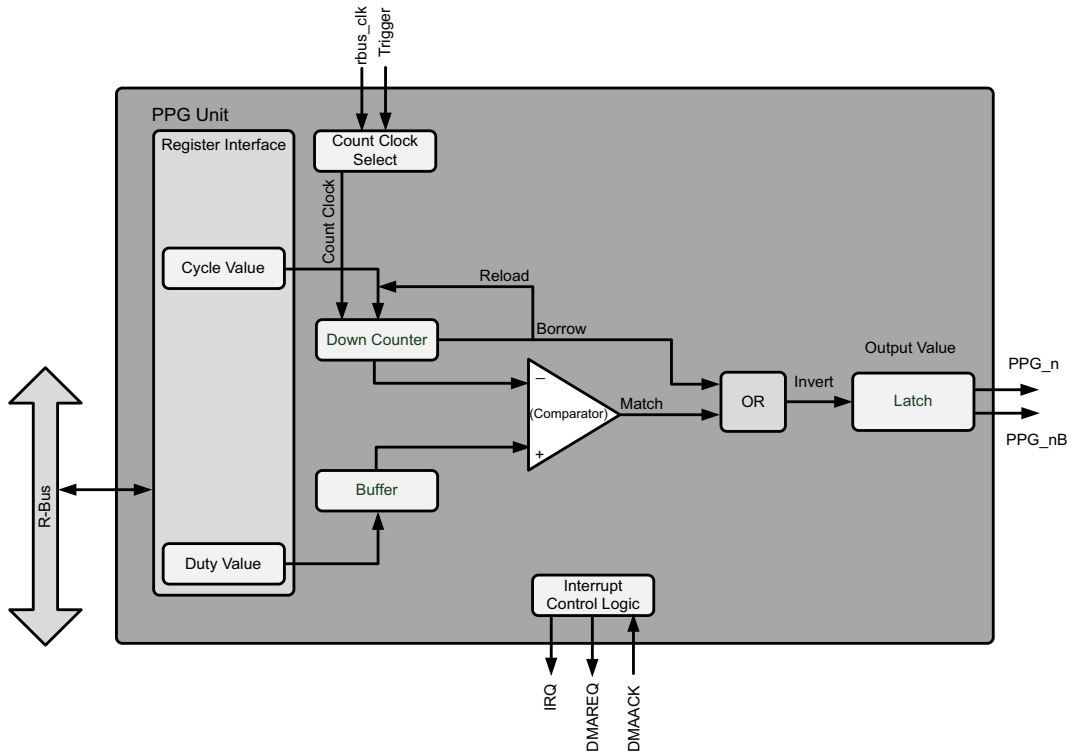 rbus_clk
Trigger
PPG Unit
Register Interface
Count Clock
Select
Count Clock
Cycle Value
Reload
Down Counter
Borrow
Output Value
PPG_n
–
(Comparator)
Match
OR
Invert
Latch
PPG_nB
+
Buffer
R-Bus
Duty Value
Interrupt
Control Logic
IRQ
DMAREQ
DMAACK